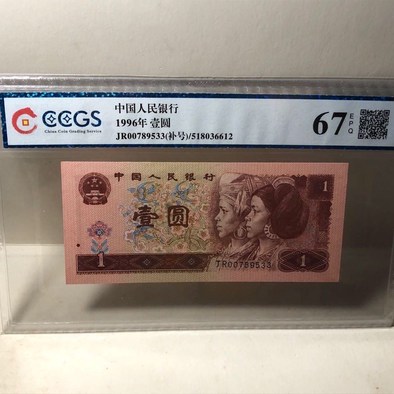 CCGS
China Coin Grading Service
中国人民银行
1996年 壹圆
JR00789533(补号)/518036612
67
EPQ
中国人民银行
1
壹圆
1
JR00789533
1